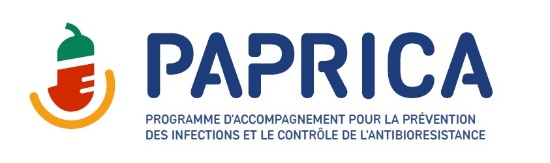 PAPRICA
PROGRAMME D'ACCOMPAGNEMENT POUR LA PRÉVENTION
DES INFECTIONS ET LE CONTRÔLE DE L'ANTIBIORESISTANCE